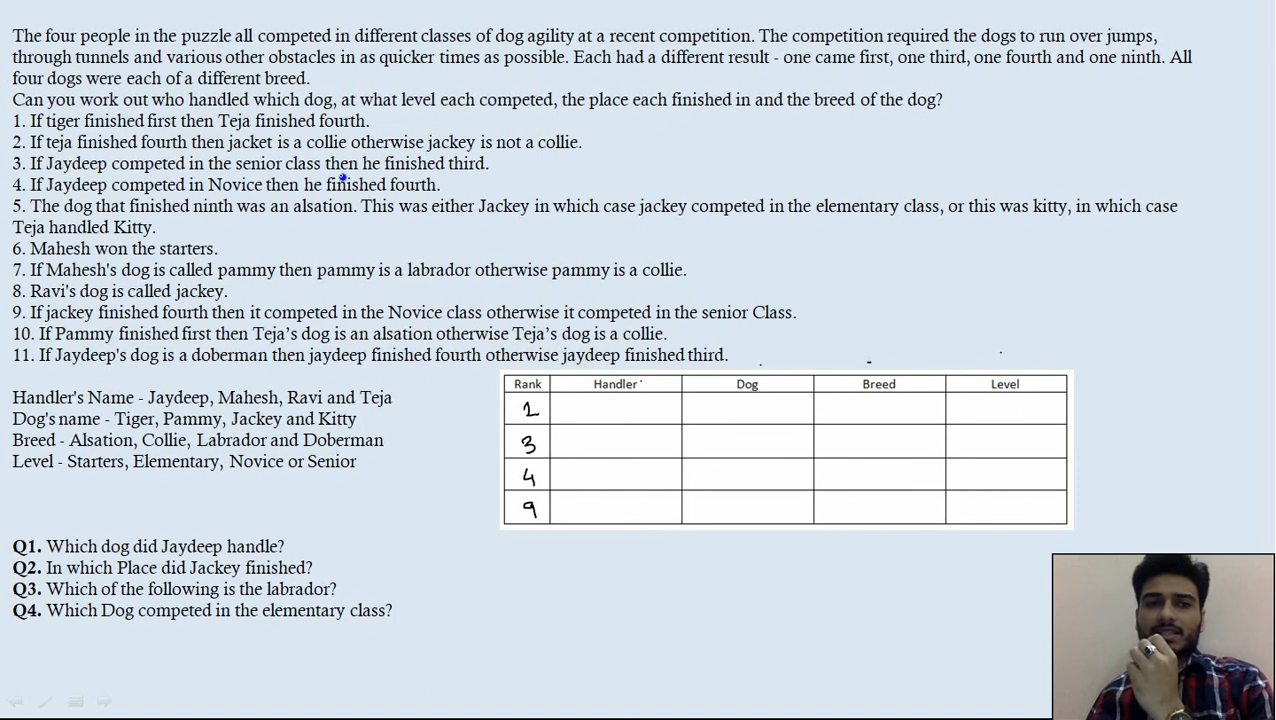 The four people in the puzzle all competed in different classes of dog agility at a recent competition. The competition required the dogs to run over jumps,
through tunnels and various other obstacles in as quicker times as possible. Each had a different result - one came first, one third, one fourth and one ninth. All
four dogs were each of a different breed.
Can you work out who handled which dog, at what level each competed, the place each finished in and the breed of the dog?
1. If tiger finished first then Teja finished fourth.
2. If teja finished fourth then jacket is a collie otherwise jackey is not a collie.
3. If Jaydeep competed in the senior class then he finished third.
4. If Jaydeep competed in Novice then he finished fourth.
5. The dog that finished ninth was an alsation. This was either Jackey in which case jackey competed in the elementary class, or this was kitty, in which case
Teja handled Kitty.
6. Mahesh won the starters.
7. If Mahesh's dog is called pammy then pammy is a labrador otherwise pammy is a collie.
8. Ravi's dog is called jackey.
9. If jackey finished fourth then it competed in the Novice class otherwise it competed in the senior Class.
10. If Pammy finished first then Teja’s dog is an alsation otherwise Teja’s dog is a collie.
11. If Jaydeep's dog is a doberman then jaydeep finished fourth otherwise jaydeep finished third.
Handler's Name - Jaydeep, Mahesh, Ravi and Teja
Dog's name - Tiger, Pammy, Jackey and Kitty
Breed - Alsation, Collie, Labrador and Doberman
Level - Starters, Elementary, Novice or Senior
Rank Handler Dog Breed Level
1
3
4
9
Q1. Which dog did Jaydeep handle?
Q2. In which Place did Jackey finished?
Q3. Which of the following is the labrador?
Q4. Which Dog competed in the elementary class?